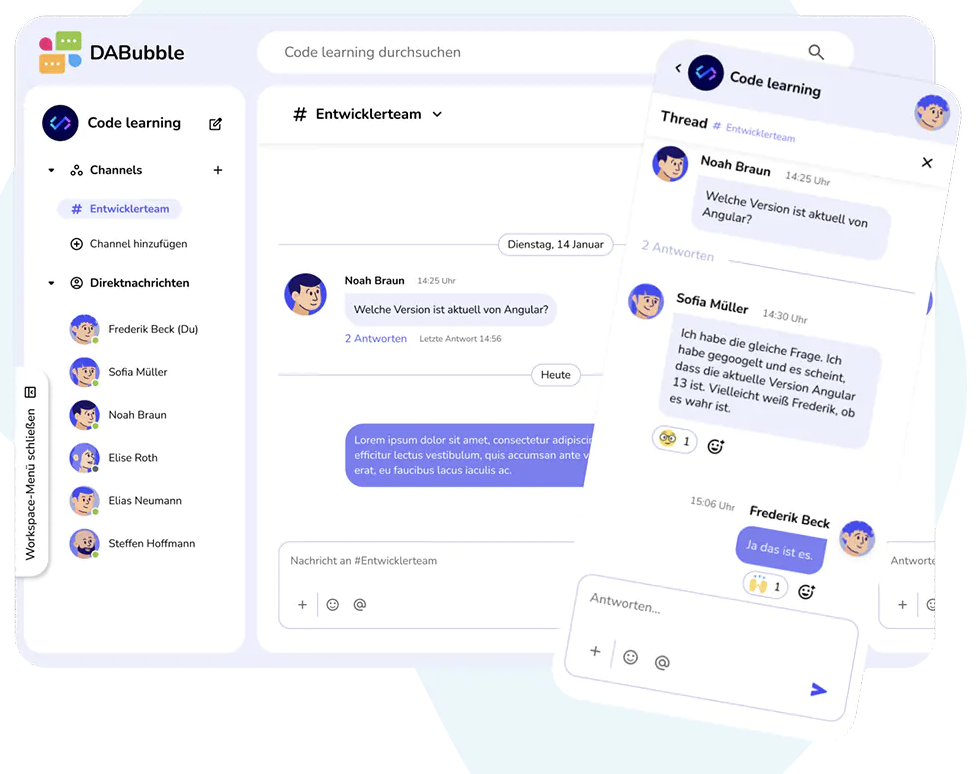 DABubble
Code learning durchsuchen
Code learning
Channels
# Entwicklerteam
Channel hinzufügen
Direktnachrichten
Frederik Beck (Du)
Sofia Müller
Noah Braun
Elise Roth
Elias Neumann
Steffen Hoffmann
Workspace-Menü schließen
# Entwicklerteam
Dienstag, 14 Januar
Noah Braun 14:25 Uhr
Welche Version ist aktuell von Angular?
2 Antworten Letzte Antwort 14:56
Heute
Lorem ipsum dolor sit amet, consectetur adipiscin
efficitur lectus vestibulum, quis accumsan ante v
erat, eu faucibus lacus iaculis ac.
Nachricht an #Entwicklerteam
+ @
Code learning
Thread # Entwicklerteam
Noah Braun 14:25 Uhr
Welche Version ist aktuell von
Angular?
2 Antworten
Sofia Müller 14:30 Uhr
Ich habe die gleiche Frage. Ich
habe gegoogelt und es scheint,
dass die aktuelle Version Angular
13 ist. Vielleicht weiß Frederik, ob
es wahr ist.
1
15:06 Uhr Frederik Beck
Ja das ist es.
1
Antworten...
+ @
Antworte
+